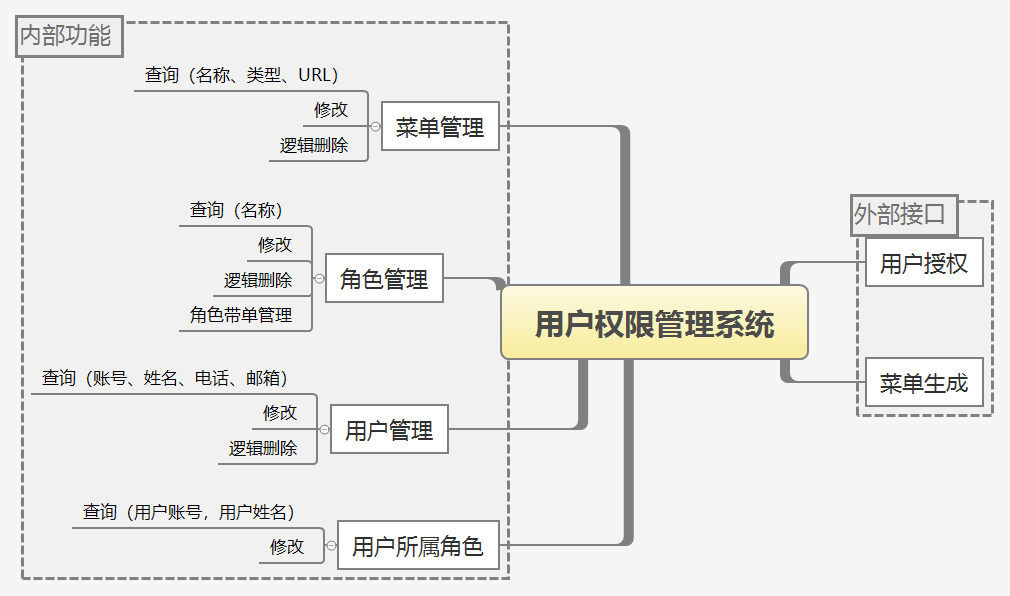 内部功能
查询（名称、类型、URL）
修改
逻辑删除
菜单管理
查询（名称）
修改
逻辑删除
角色带单管理
角色管理
查询（账号、姓名、电话、邮箱）
修改
逻辑删除
用户管理
查询（用户账号，用户姓名）
修改
用户所属角色
用户权限管理系统
外部接口
用户授权
菜单生成